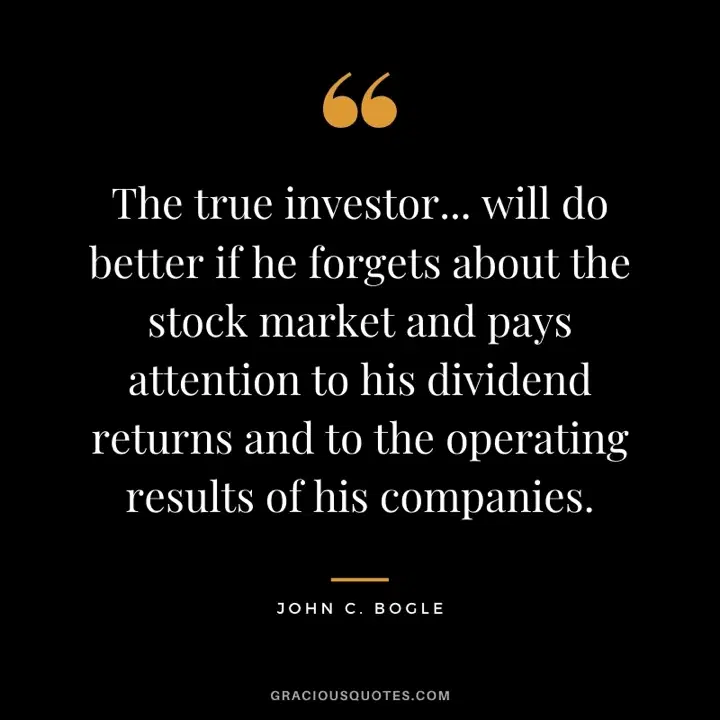 “
The true investor... will do
better if he forgets about the
stock market and pays
attention to his dividend
returns and to the operating
results of his companies.
JOHN C. BOGLE
GRACIOUSQUOTES.COM